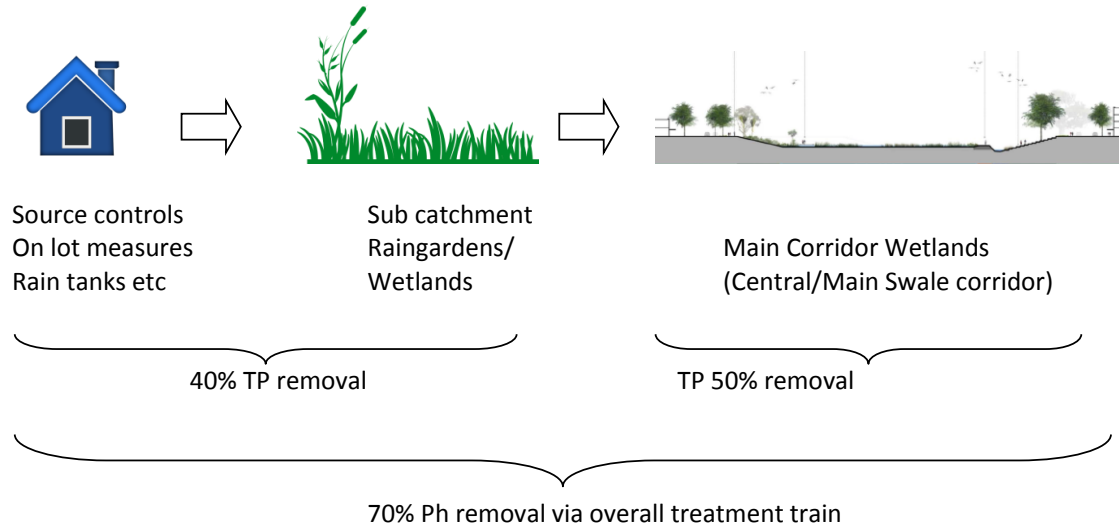 Source controls
On lot measures
Rain tanks etc
Sub catchment
Raingardens/
Wetlands
Main Corridor Wetlands
(Central/Main Swale corridor)
40% TP removal
TP 50% removal
70% Ph removal via overall treatment train